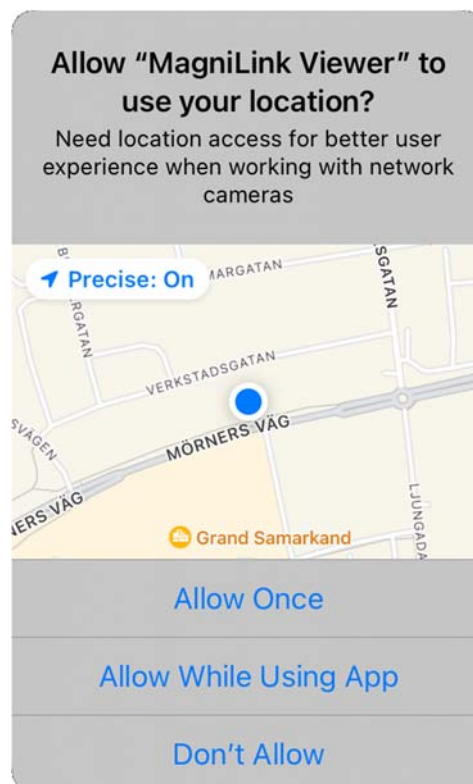 Allow “MagniLink Viewer” to
use your location?
Need location access for better user
experience when working with network
cameras
Precise: On
MARGATAN
SGATAN
RGATAN
VERKSTADSGATAN
SVÄGEN
MÖRNERS VÄG
NERS VÄG
LJUNGADA
Grand Samarkand
Allow Once
Allow While Using App
Don’t Allow